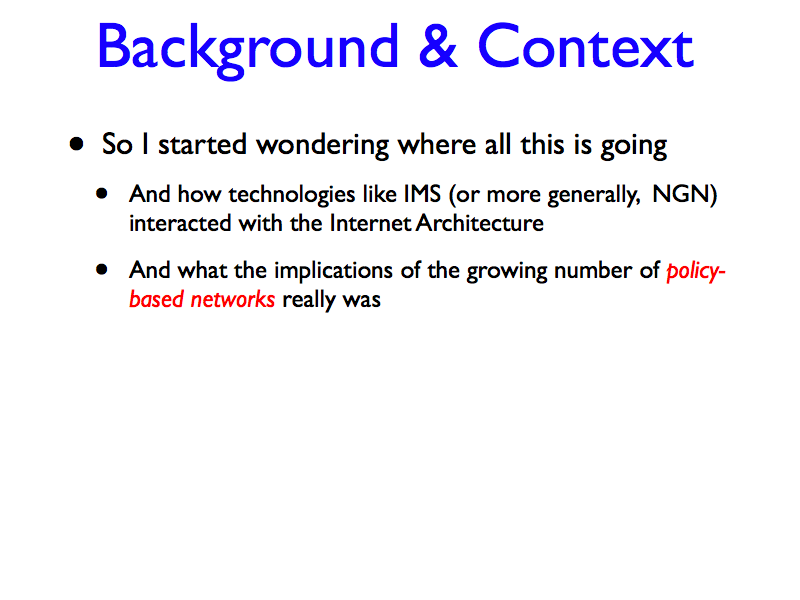 Background & Context
• So I started wondering where all this is going
• And how technologies like IMS (or more generally, NGN)
interacted with the Internet Architecture
• And what the implications of the growing number of policy-
based networks really was